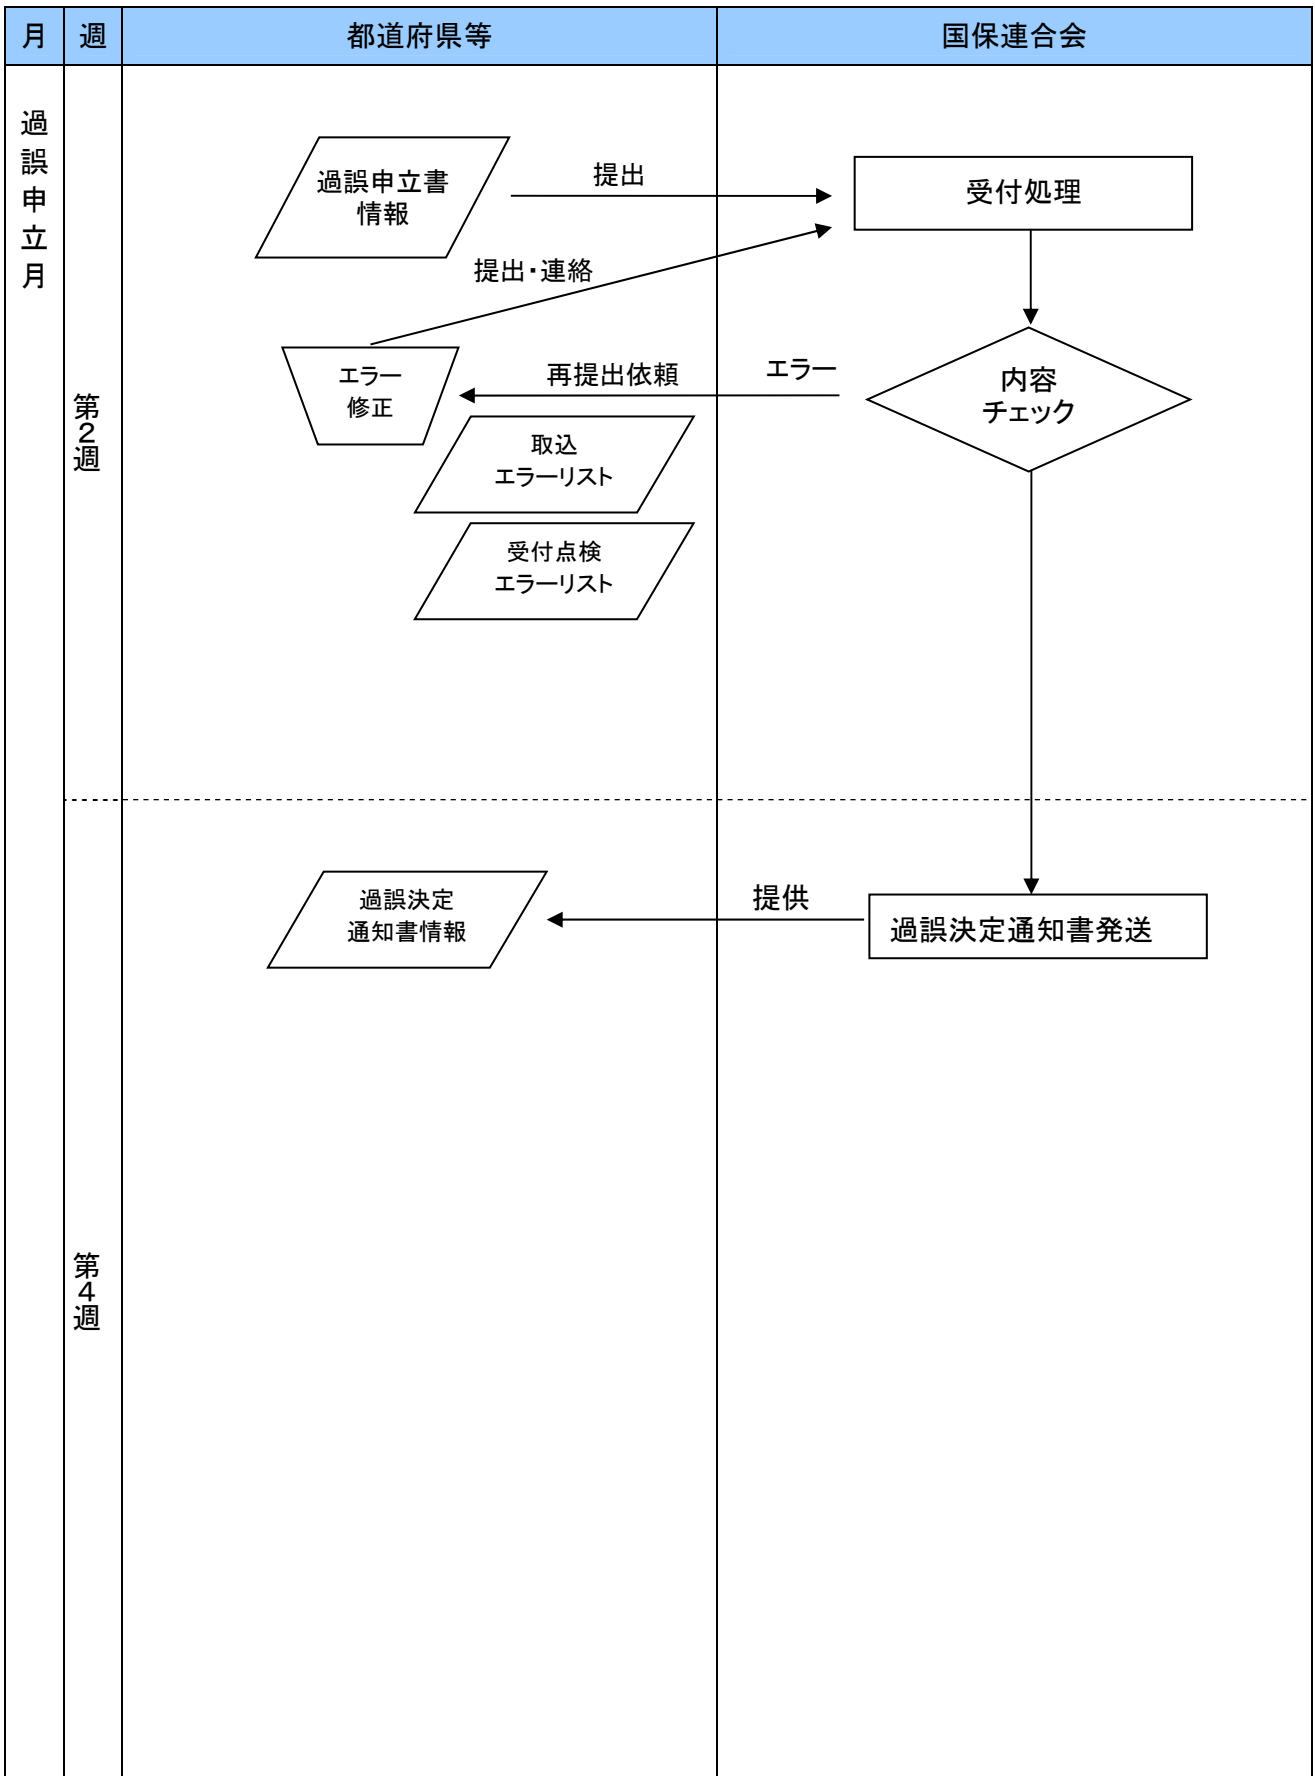 月 週 都道府県等 国保連合会
過誤申立月
過誤申立書
情報
提出
受付処理
提出・連絡
エラー
修正
再提出依頼
エラー
内容
チェック
第2週
取込
エラーリスト
受付点検
エラーリスト
過誤決定
通知書情報
提供
過誤決定通知書発送
第4週